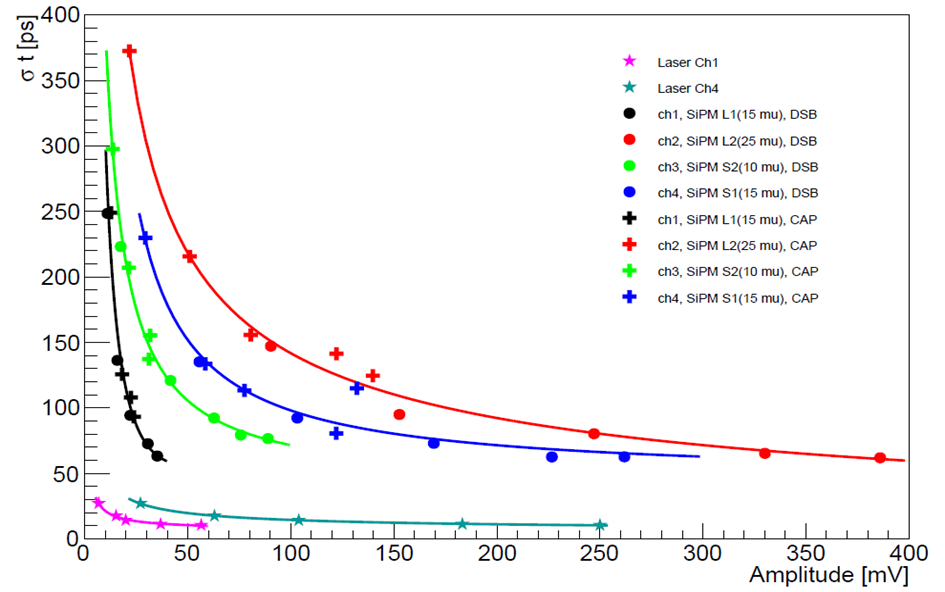 σ t [ps]
400
350
300
250
200
150
100
50
0
Laser Ch1
Laser Ch4
ch1, SiPM L1(15 mu), DSB
ch2, SiPM L2(25 mu), DSB
ch3, SiPM S2(10 mu), DSB
ch4, SiPM S1(15 mu), DSB
ch1, SiPM L1(15 mu), CAP
ch2, SiPM L2(25 mu), CAP
ch3, SiPM S2(10 mu), CAP
ch4, SiPM S1(15 mu), CAP
0 50 100 150 200 250 300 350 400
Amplitude [mV]